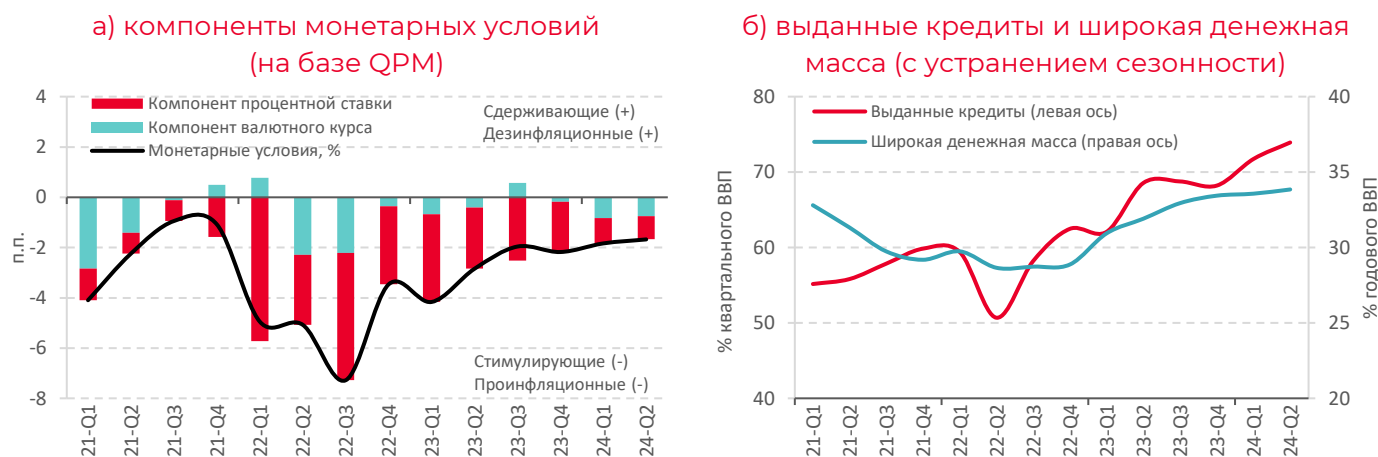 а) компоненты монетарных условий
(на базе QPM)
4
2
0
-2
-4
-6
-8
п.п.
Компонент процентной ставки
Компонент валютного курса
Монетарные условия, %
Сдерживающие (+)
Дезинфляционные (+)
Стимулирующие (-)
Проинфляционные (-)
21-Q1
21-Q2
21-Q3
21-Q4
22-Q1
22-Q2
22-Q3
22-Q4
23-Q1
23-Q2
23-Q3
23-Q4
24-Q1
24-Q2
б) выданные кредиты и широкая денежная
масса (с устранением сезонности)
80
70
60
50
40
% квартального ВВП
Выданные кредиты (левая ось)
Широкая денежная масса (правая ось)
40
35
30
25
20
% годового ВВП
21-Q1
21-Q2
21-Q3
21-Q4
22-Q1
22-Q2
22-Q3
22-Q4
23-Q1
23-Q2
23-Q3
23-Q4
24-Q1
24-Q2